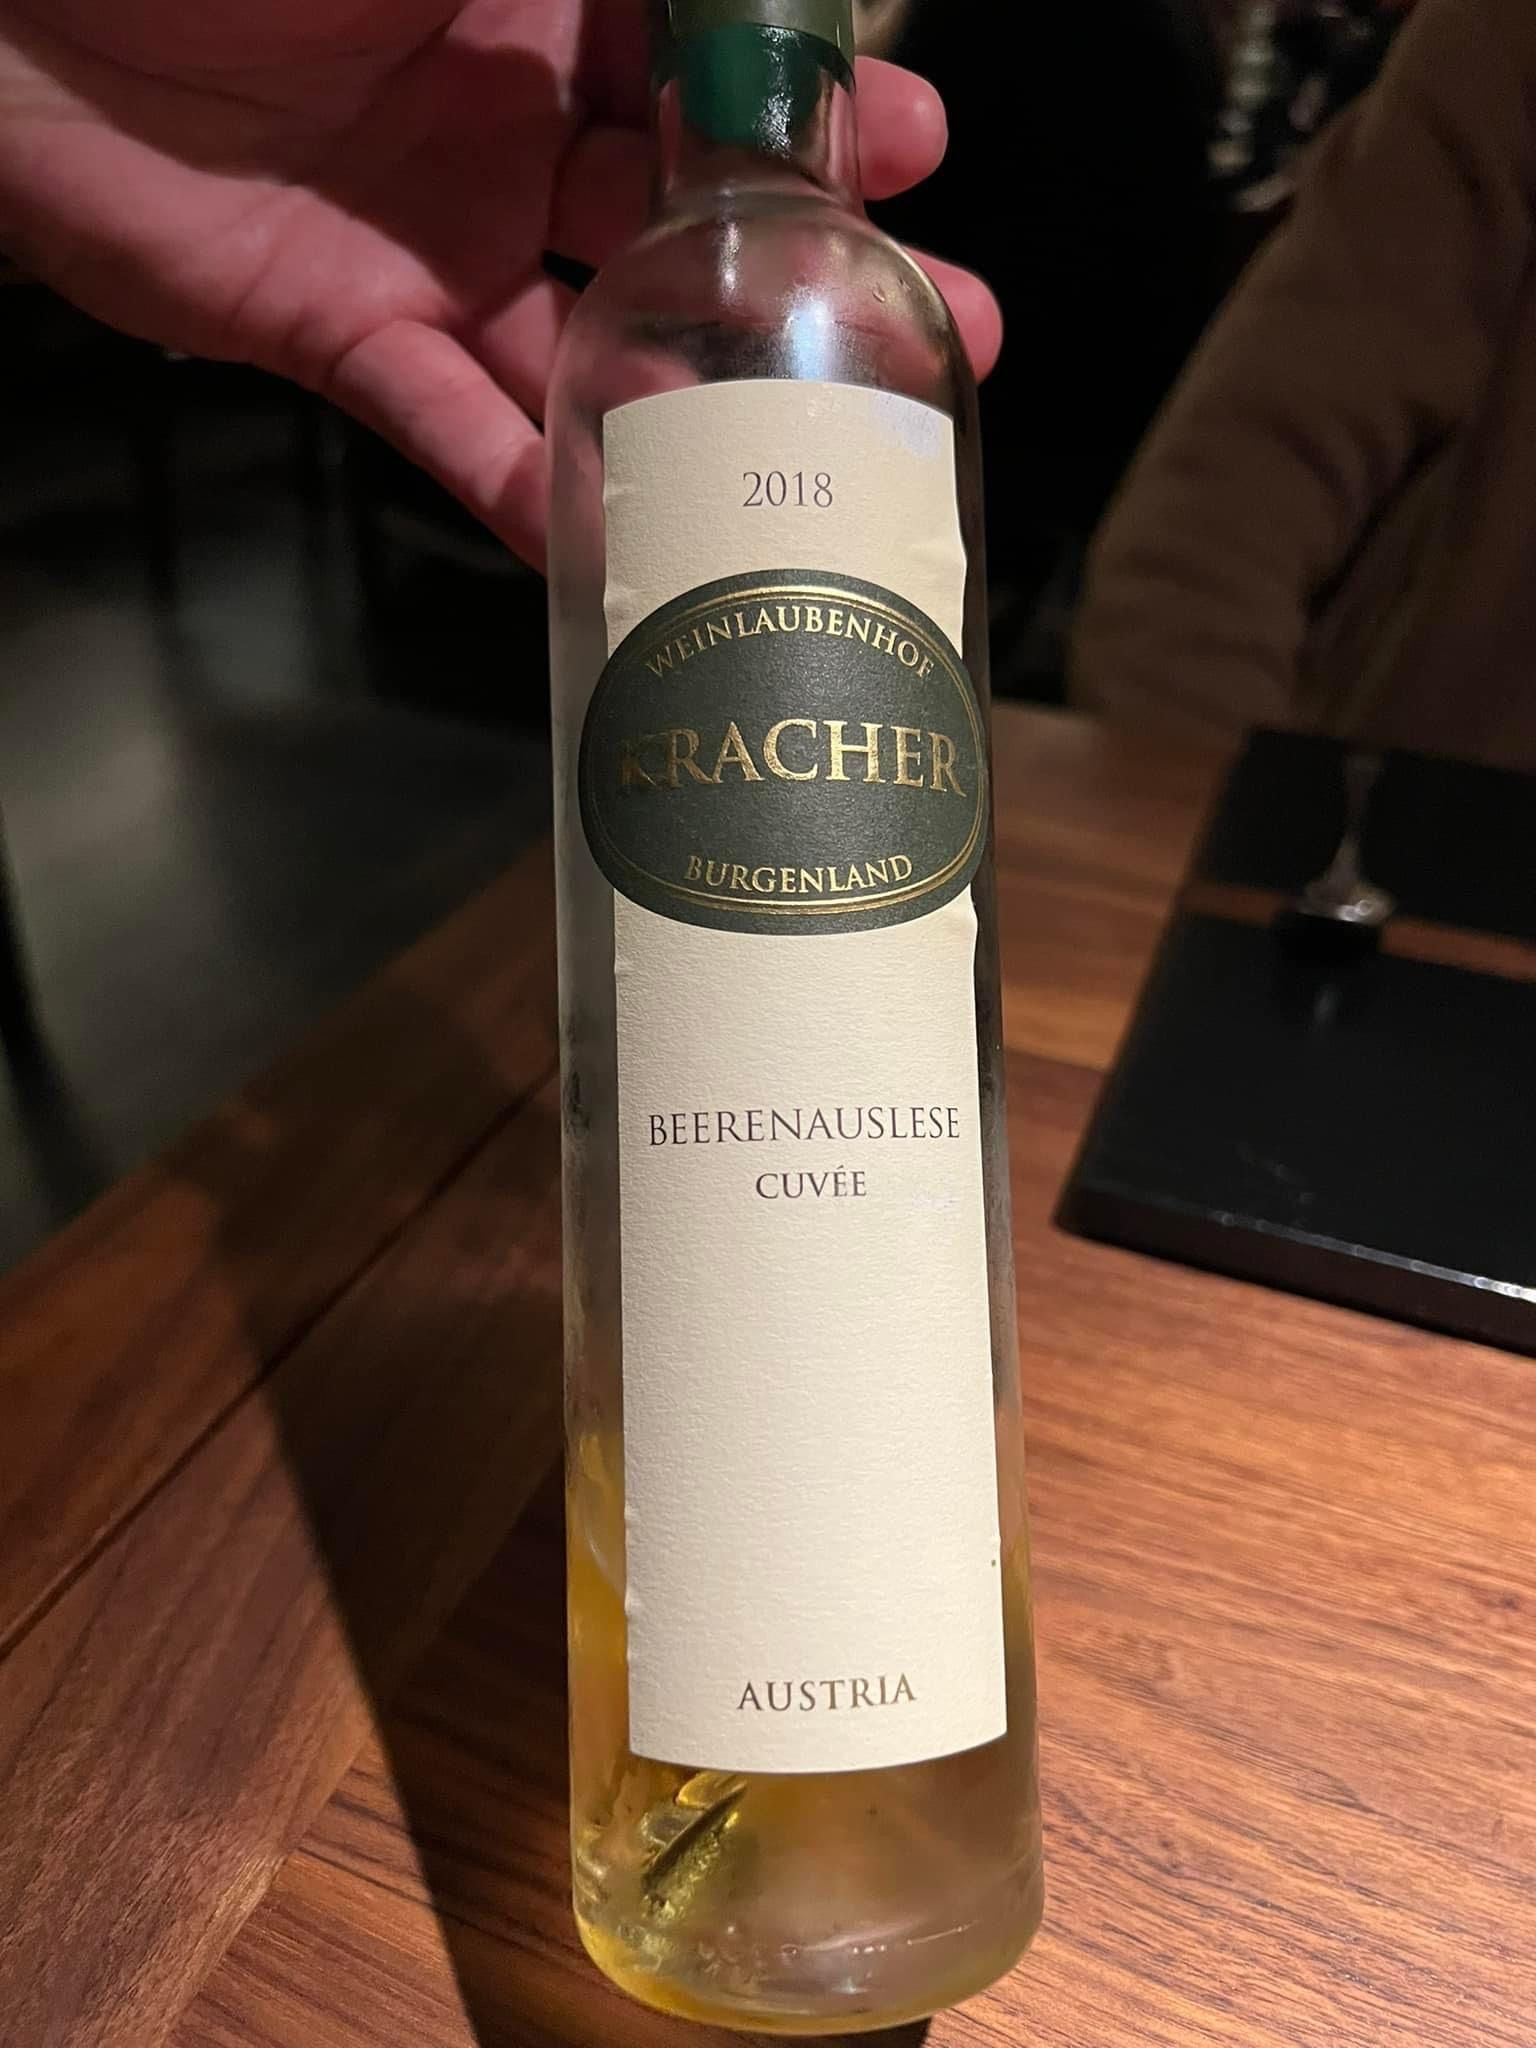 2018
WEINLAUBENHOF
KRACHER
BURGENLAND
BEERENAUSLESE
CUVÉE
AUSTRIA